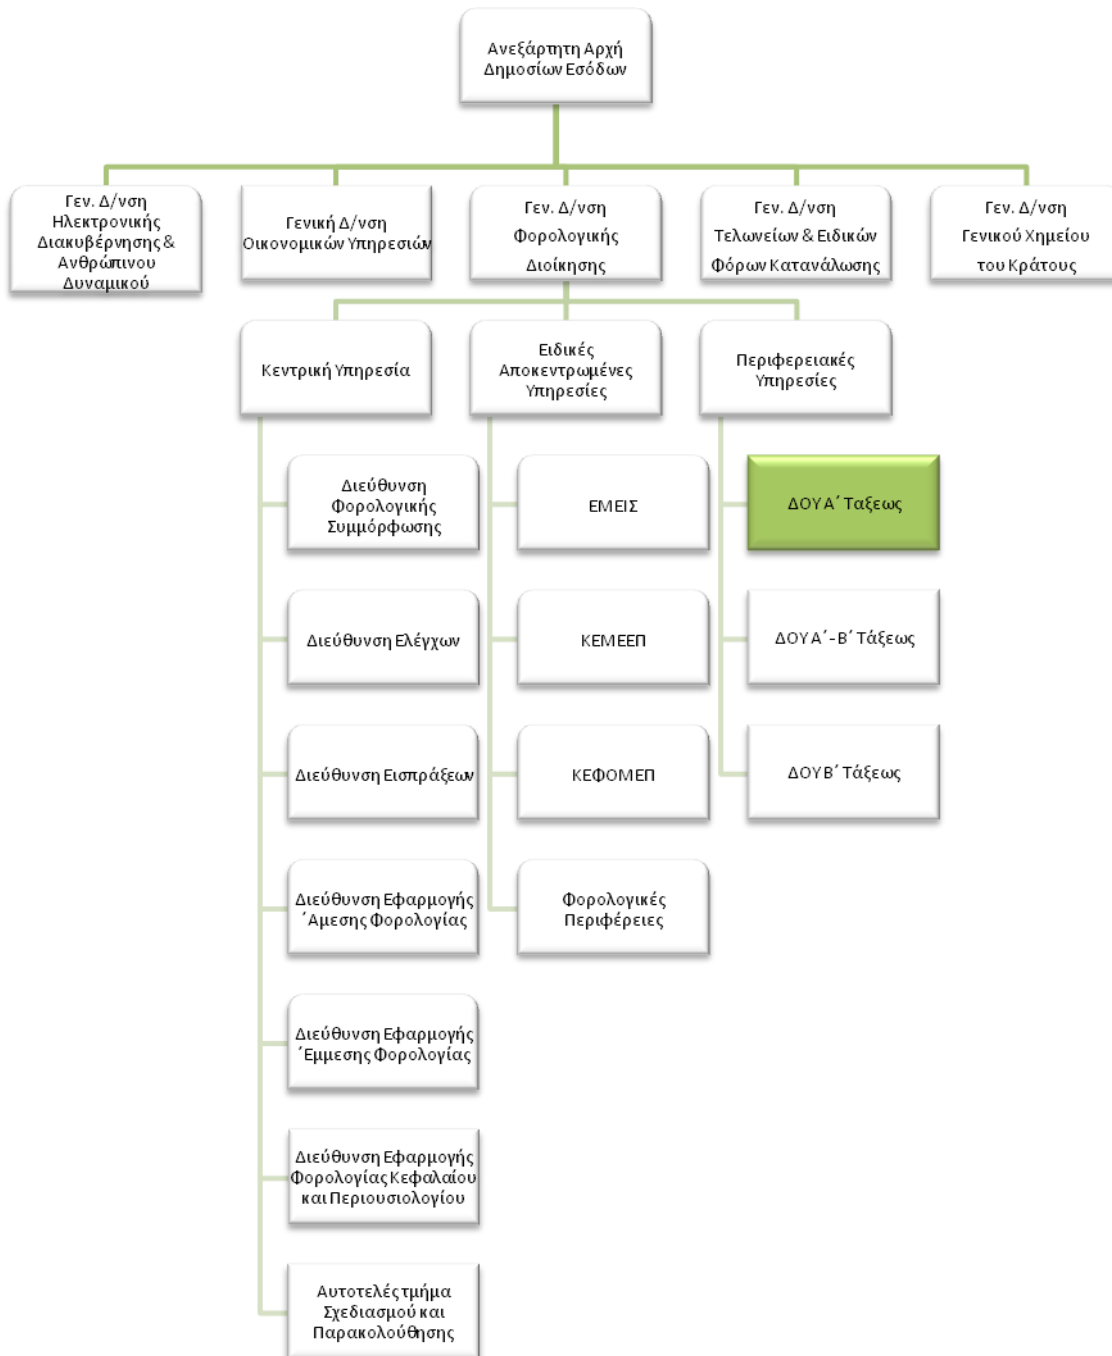 Ανεξάρτητη Αρχή
Δημοσίων Εσόδων
Γεν. Δ/νση
Ηλεκτρονικής
Διακυβέρνησης &
Ανθρώπινου
Δυναμικού
Γενική Δ/νση
Οικονομικών Υπηρεσιών
Γεν. Δ/νση
Φορολογικής
Διοίκησης
Γεν. Δ/νση
Τελωνείων & Ειδικών
Φόρων Κατανάλωσης
Γεν. Δ/νση
Γενικού Χημείου
του Κράτους
Κεντρική Υπηρεσία
Ειδικές
Αποκεντρωμένες
Υπηρεσίες
Περιφερειακές
Υπηρεσίες
Διεύθυνση
Φορολογικής
Συμμόρφωσης
Διεύθυνση Ελέγχων
Διεύθυνση Εισπράξεων
Διεύθυνση Εφαρμογής
΄Αμεσης Φορολογίας
Διεύθυνση Εφαρμογής
΄Εμμεσης Φορολογίας
Διεύθυνση Εφαρμογής
Φορολογίας Κεφαλαίου
και Περιουσιολογίου
Αυτοτελές τμήμα
Σχεδιασμού και
Παρακολούθησης
ΕΜΕΙΣ
ΚΕΜΕΕΠ
ΚΕΦΟΜΕΠ
Φορολογικές
Περιφέρειες
ΔΟΥ Α΄ Ταξεως
ΔΟΥ Α΄-Β΄ Τάξεως
ΔΟΥ Β΄ Τάξεως